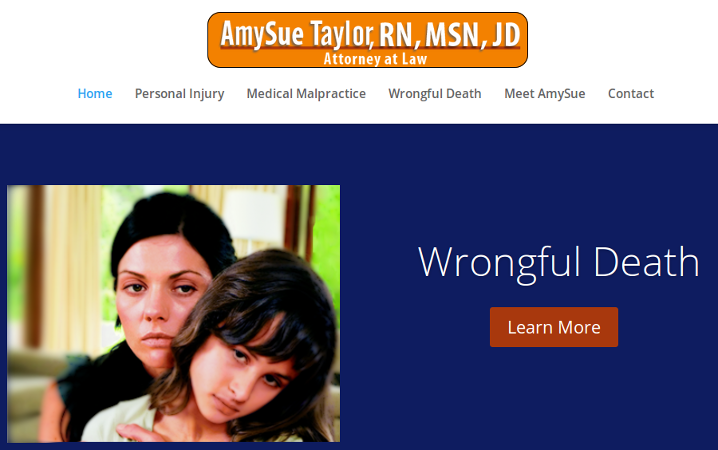 AmySue Taylor, RN, MSN, JD
Attorney at Law
Home Personal Injury Medical Malpractice Wrongful Death Meet AmySue Contact
Wrongful Death
Learn More